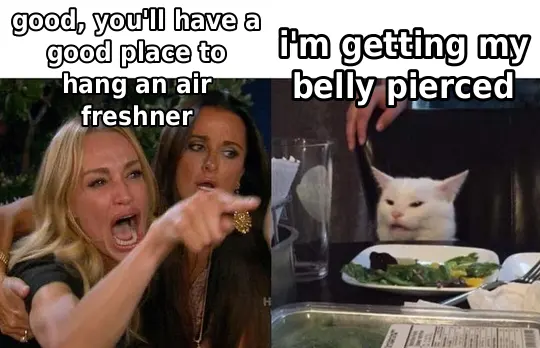 good, you'll have a
good place to
hang an air
freshner
i'm getting my
belly pierced